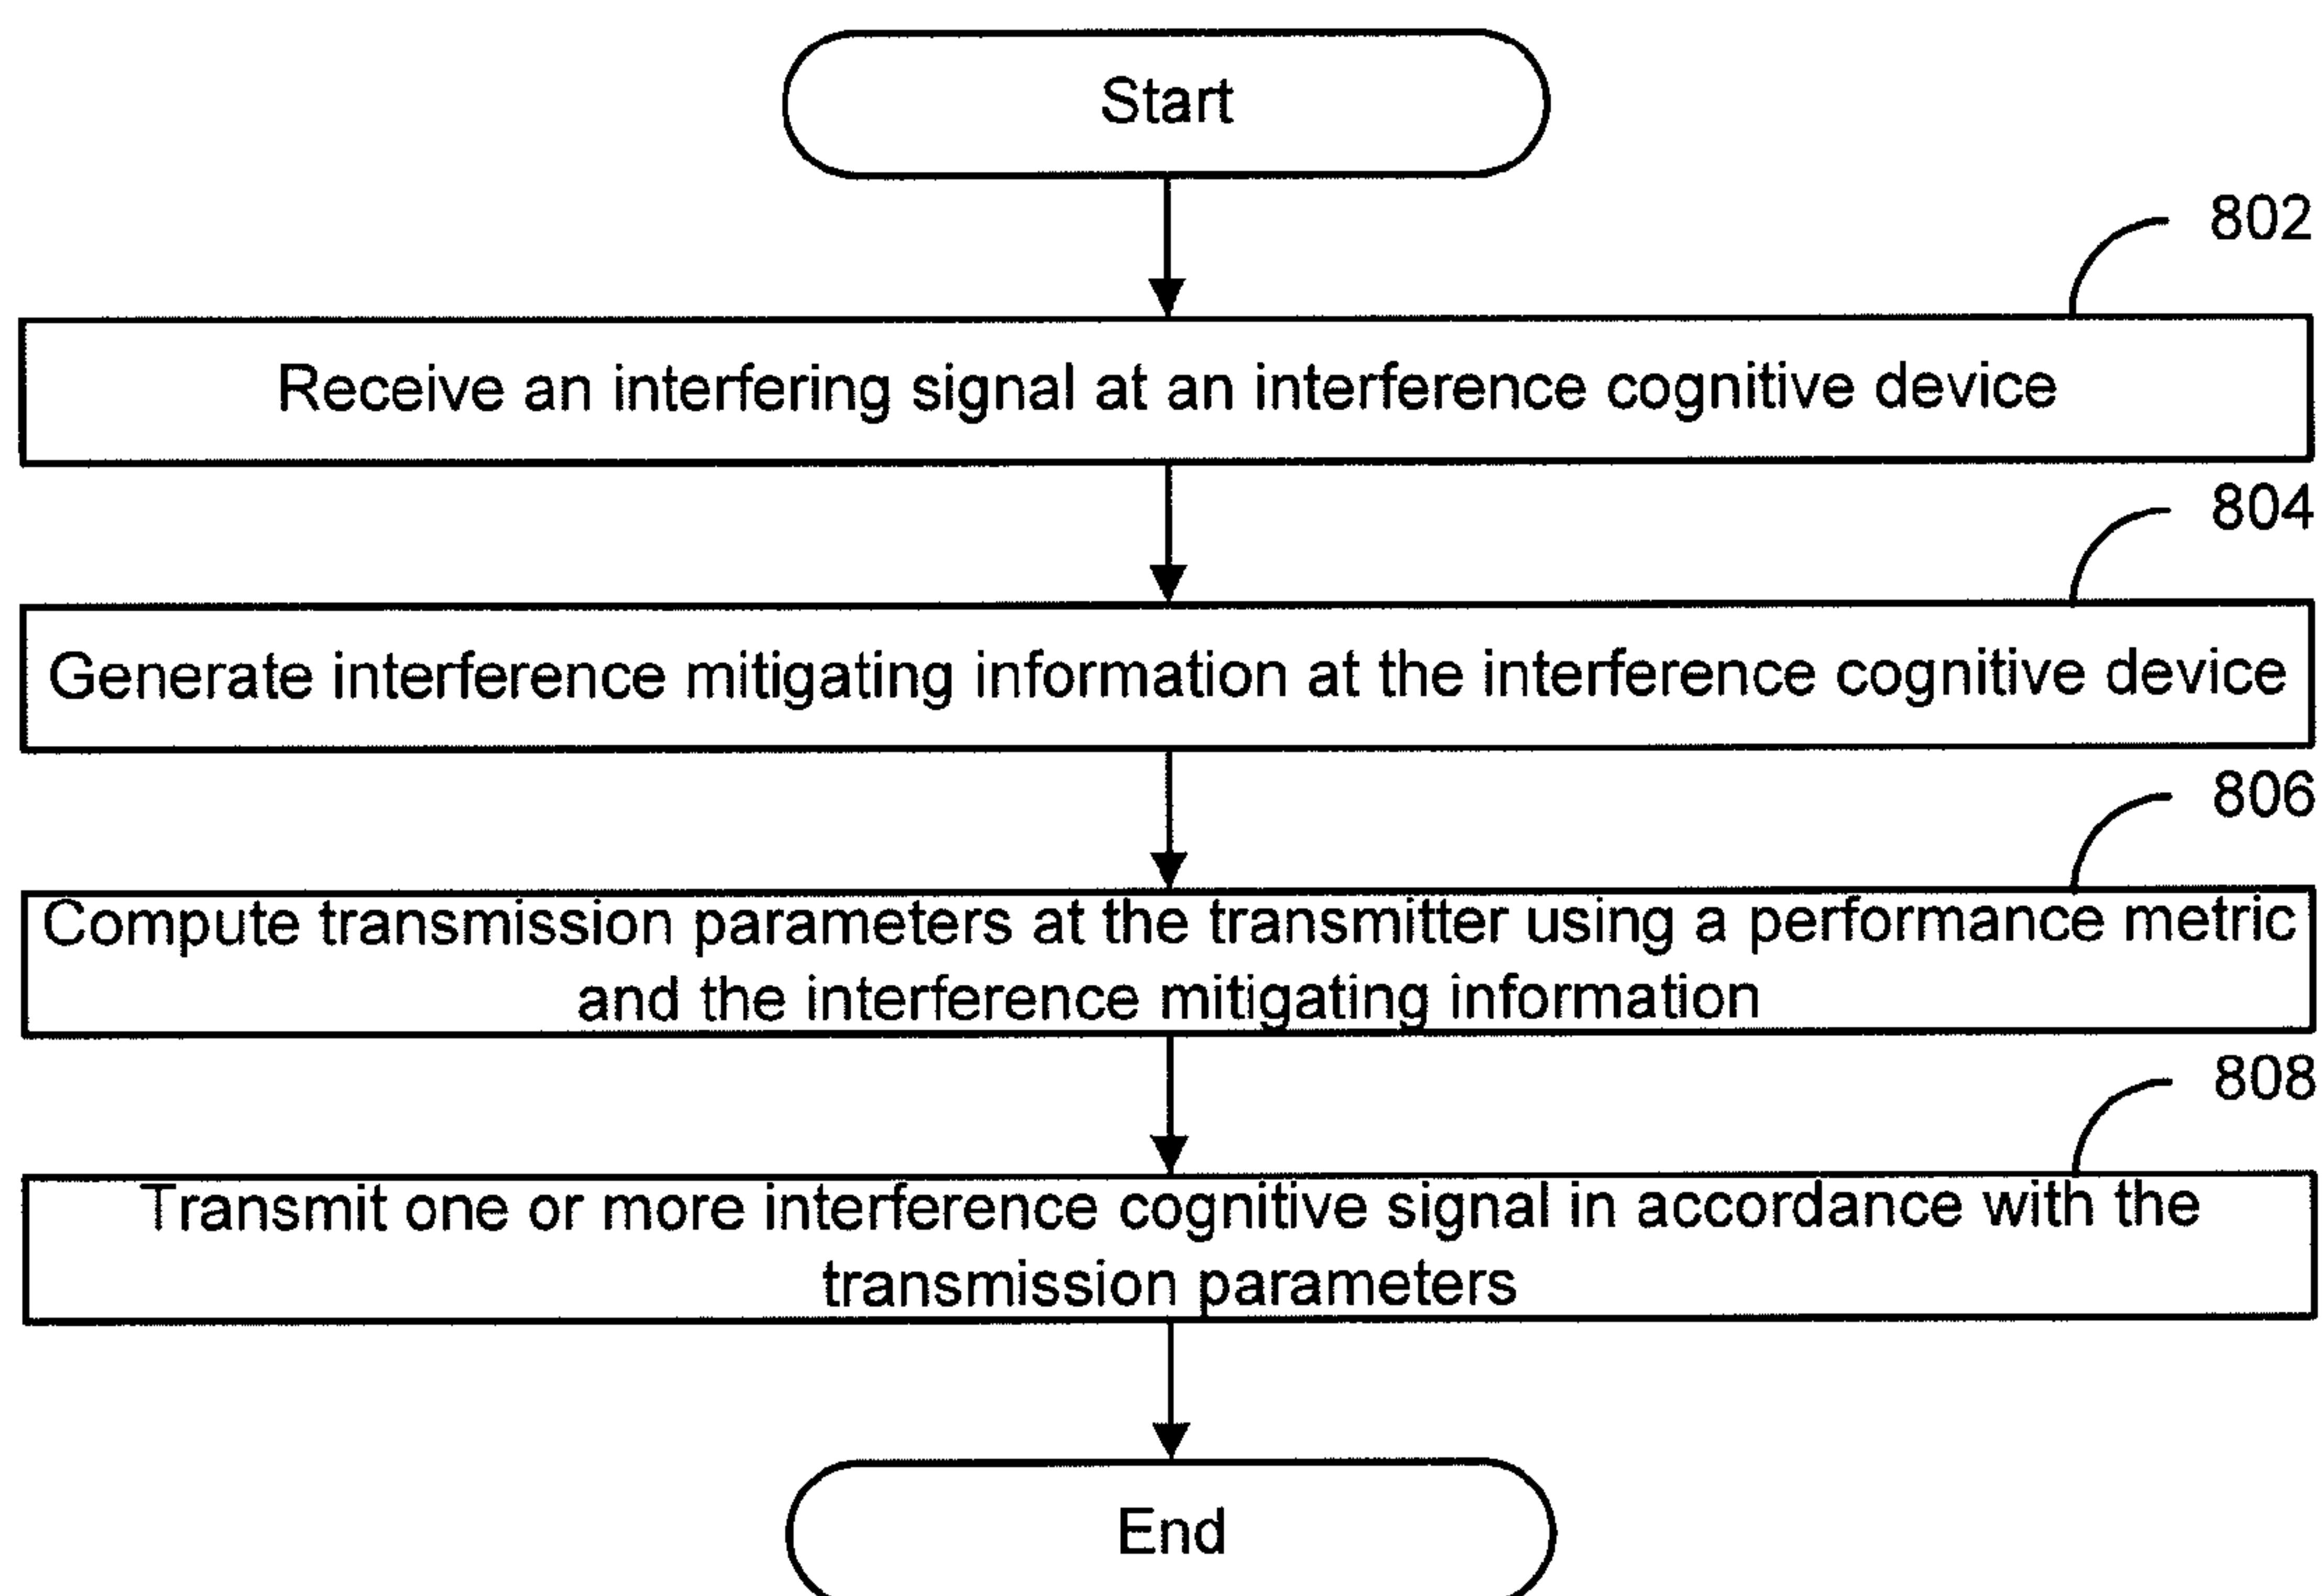 Start
802
Receive an interfering signal at an interference cognitive device
804
Generate interference mitigating information at the interference cognitive device
806
Compute transmission parameters at the transmitter using a performance metric
and the interference mitigating information
808
Transmit one or more interference cognitive signal in accordance with the
transmission parameters
End